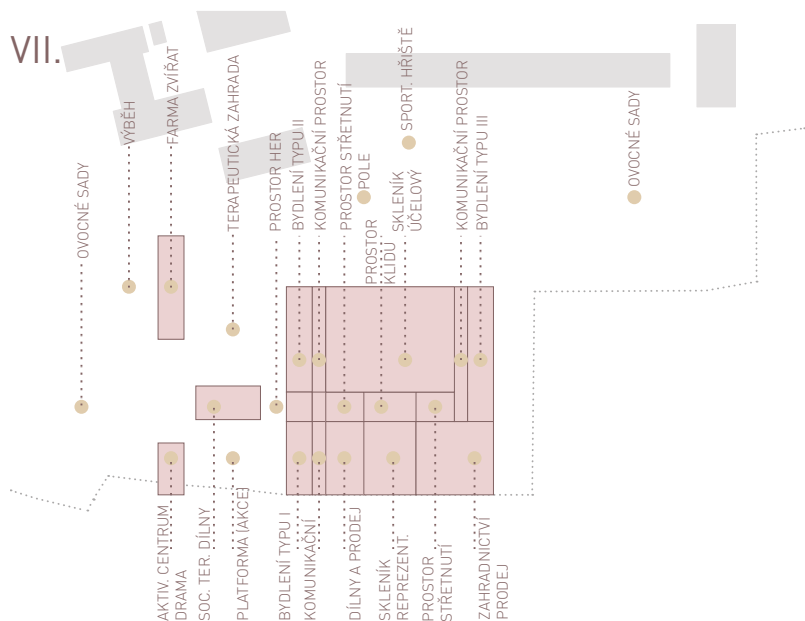 VII.
OVOCNÉ SADY
VÝBĚH
FARMA ZVÍŘAT
TERAPEUTICKÁ ZAHRADA
PROSTOR HER
BYDLENÍ TYPU II
KOMUNIKAČNÍ PROSTOR
PROSTOR STŘETNUTÍ
POLE
PROSTOR
KLIDU
SKLENÍK
ÚČELOVÝ
SPORT. HŘIŠTĚ
KOMUNIKAČNÍ PROSTOR
BYDLENÍ TYPU III
OVOCNÉ SADY
AKTIV. CENTRUM
DRAMA
SOC. TER. DÍLNY
PLATFORMA (AKCE)
BYDLENÍ TYPU I
KOMUNIKAČNÍ
DÍLNY A PRODEJ
SKLENÍK
REPREZENT.
PROSTOR
STŘETNUTÍ
ZAHRADNICTVÍ
PRODEJ